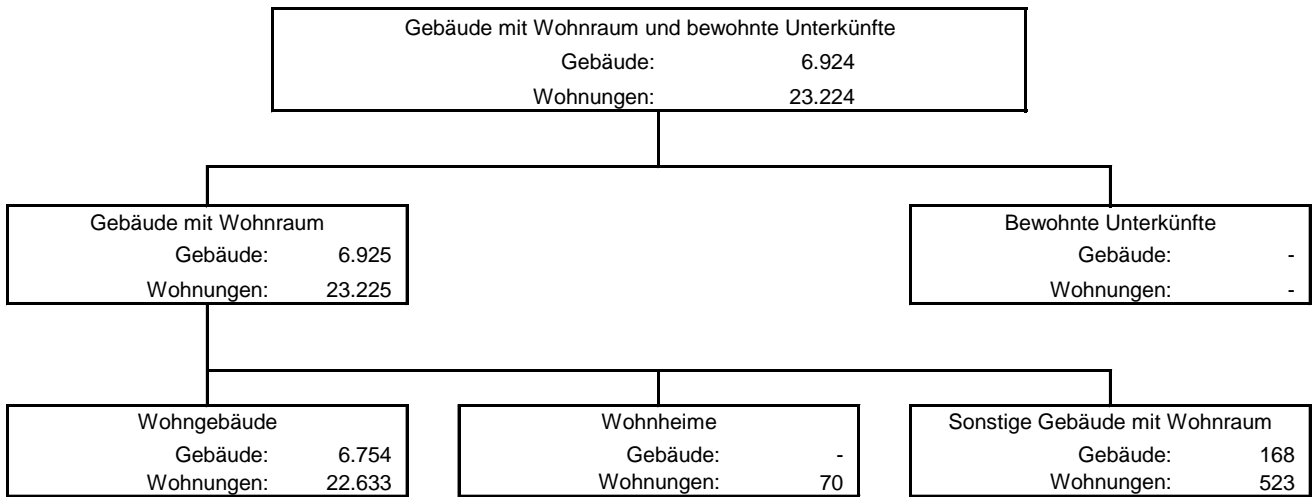 Gebäude mit Wohnraum und bewohnte Unterkünfte
Gebäude: 6.924
Wohnungen: 23.224
Gebäude mit Wohnraum
Gebäude: 6.925
Wohnungen: 23.225
Bewohnte Unterkünfte
Gebäude: -
Wohnungen: -
Wohngebäude
Gebäude: 6.754
Wohnungen: 22.633
Wohnheime
Gebäude: -
Wohnungen: 70
Sonstige Gebäude mit Wohnraum
Gebäude: 168
Wohnungen: 523